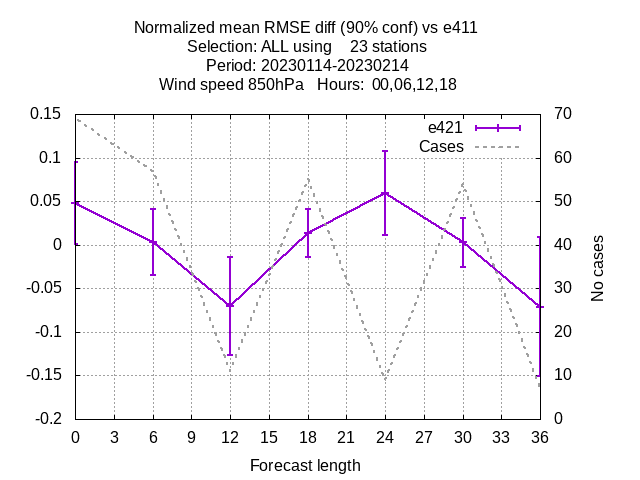 Normalized mean RMSE diff (90% conf) vs e411
Selection: ALL using 23 stations
Period: 20230114-20230214
Wind speed 850hPa Hours: 00,06,12,18
0.15 70
e421
Cases
0.1 60
0.05 50
0 40
No cases
-0.05 30
-0.1 20
-0.15 10
-0.2 0
0 3 6 9 12 15 18 21 24 27 30 33 36
Forecast length